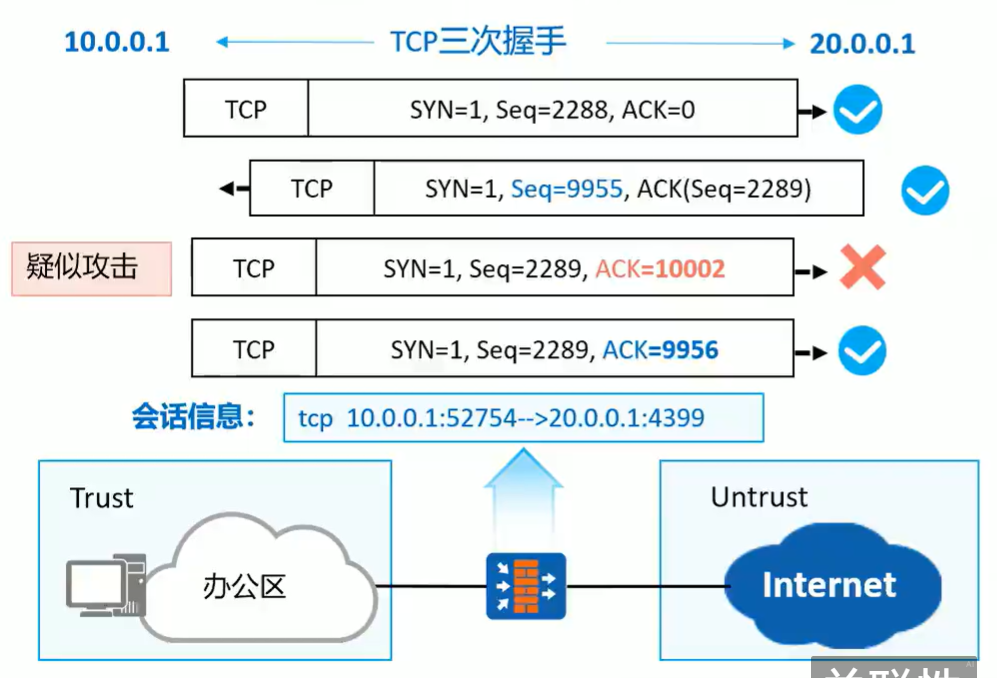 10.0.0.1 TCP三次握手 20.0.0.1
TCP SYN=1, Seq=2288, ACK=0
TCP SYN=1, Seq=9955, ACK(Seq=2289)
疑似攻击 TCP SYN=1, Seq=2289, ACK=10002
TCP SYN=1, Seq=2289, ACK=9956
会话信息： tcp 10.0.0.1:52754-->20.0.0.1:4399
Trust
Untrust
办公区
Internet